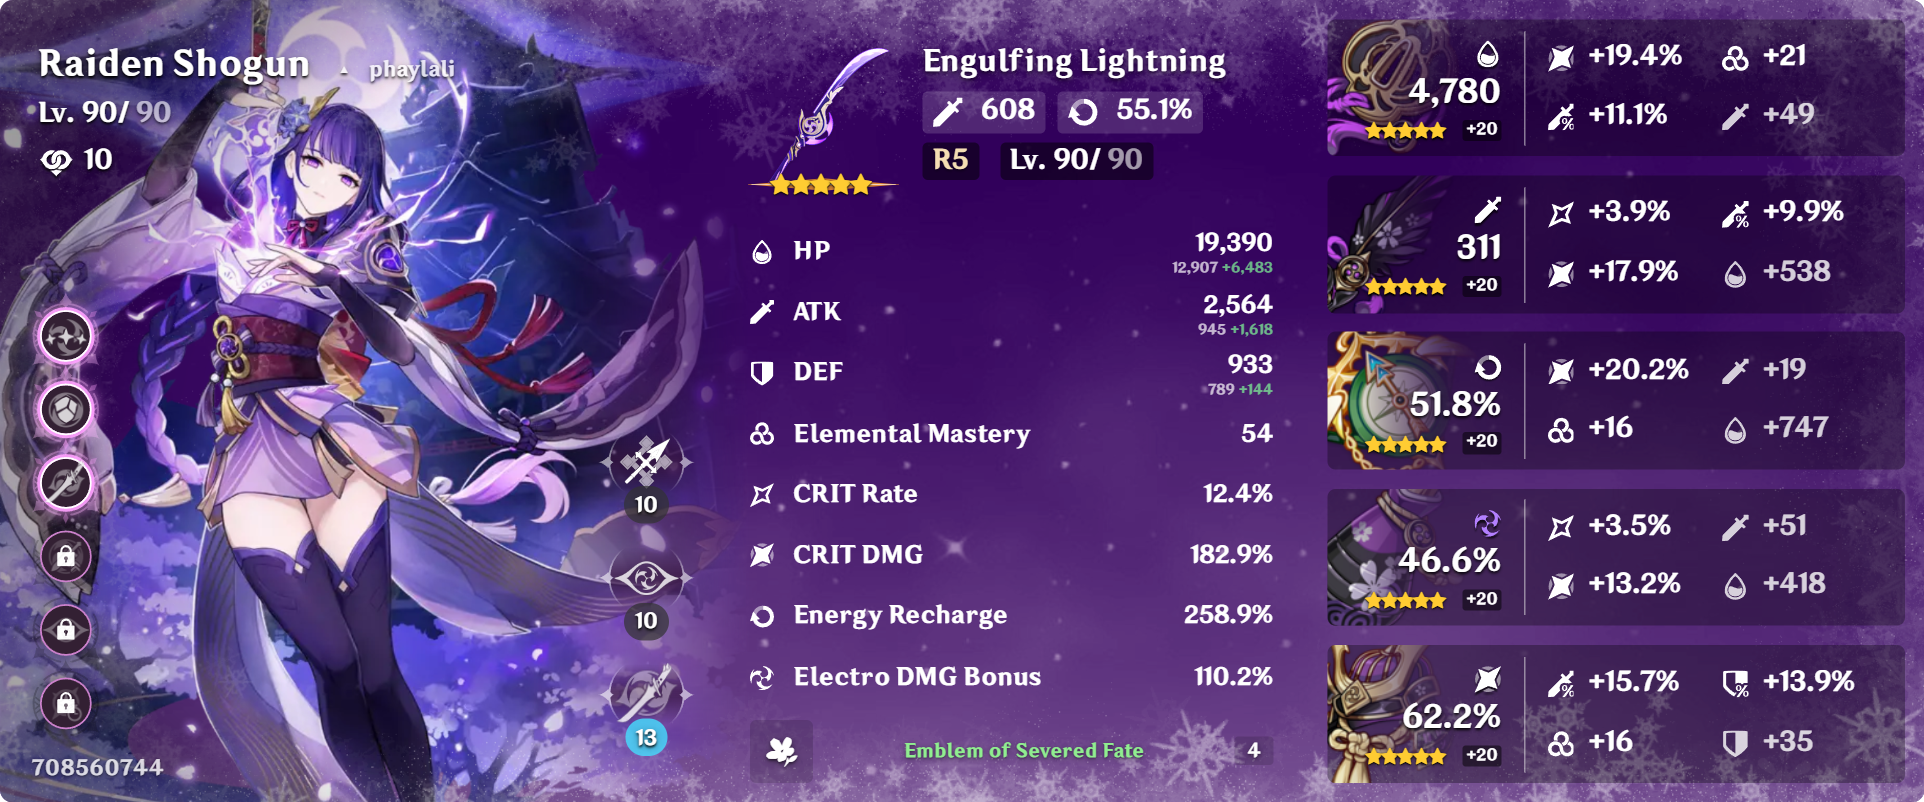 Raiden Shogun · phaylali
Lv. 90/ 90
10
10
10
13
708560744
Engulfing Lightning
608 55.1%
R5 Lv. 90/ 90
HP 19,390
12,907 +6,483
ATK 2,564
945 +1,618
DEF 933
789 +144
Elemental Mastery 54
CRIT Rate 12.4%
CRIT DMG 182.9%
Energy Recharge 258.9%
Electro DMG Bonus 110.2%
Emblem of Severed Fate 4
4,780
+20
+19.4% +21
+11.1% +49
311
+20
+3.9% +9.9%
+17.9% +538
51.8%
+20
+20.2% +19
+16 +747
46.6%
+20
+3.5% +51
+13.2% +418
62.2%
+20
+15.7% +13.9%
+16 +35